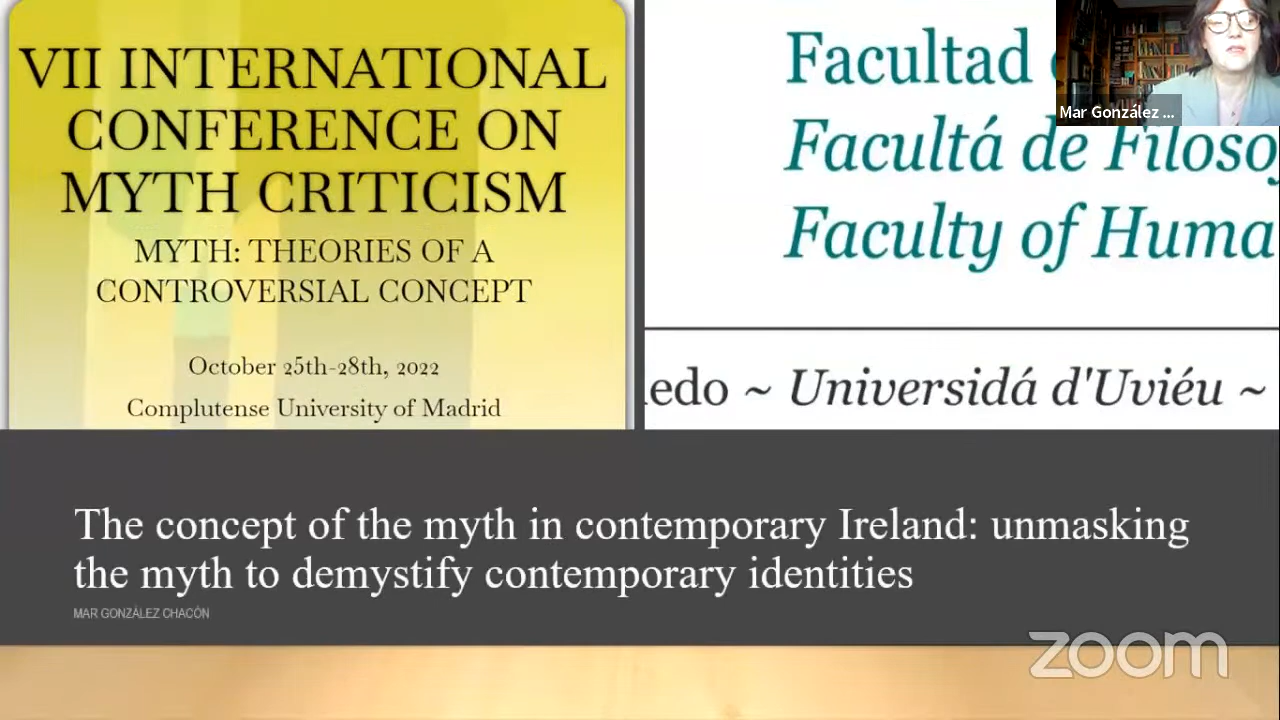 VII INTERNATIONAL
CONFERENCE ON
MYTH CRITICISM
MYTH: THEORIES OF A
CONTROVERSIAL CONCEPT
October 25th-28th, 2022
Complutense University of Madrid
Facultad
Facultá de Filoso
Faculty of Huma
edo ~ Universidá d'Uviéu ~
Mar González ...
The concept of the myth in contemporary Ireland: unmasking
the myth to demystify contemporary identities
MAR GONZÁLEZ CHACÓN
zoom